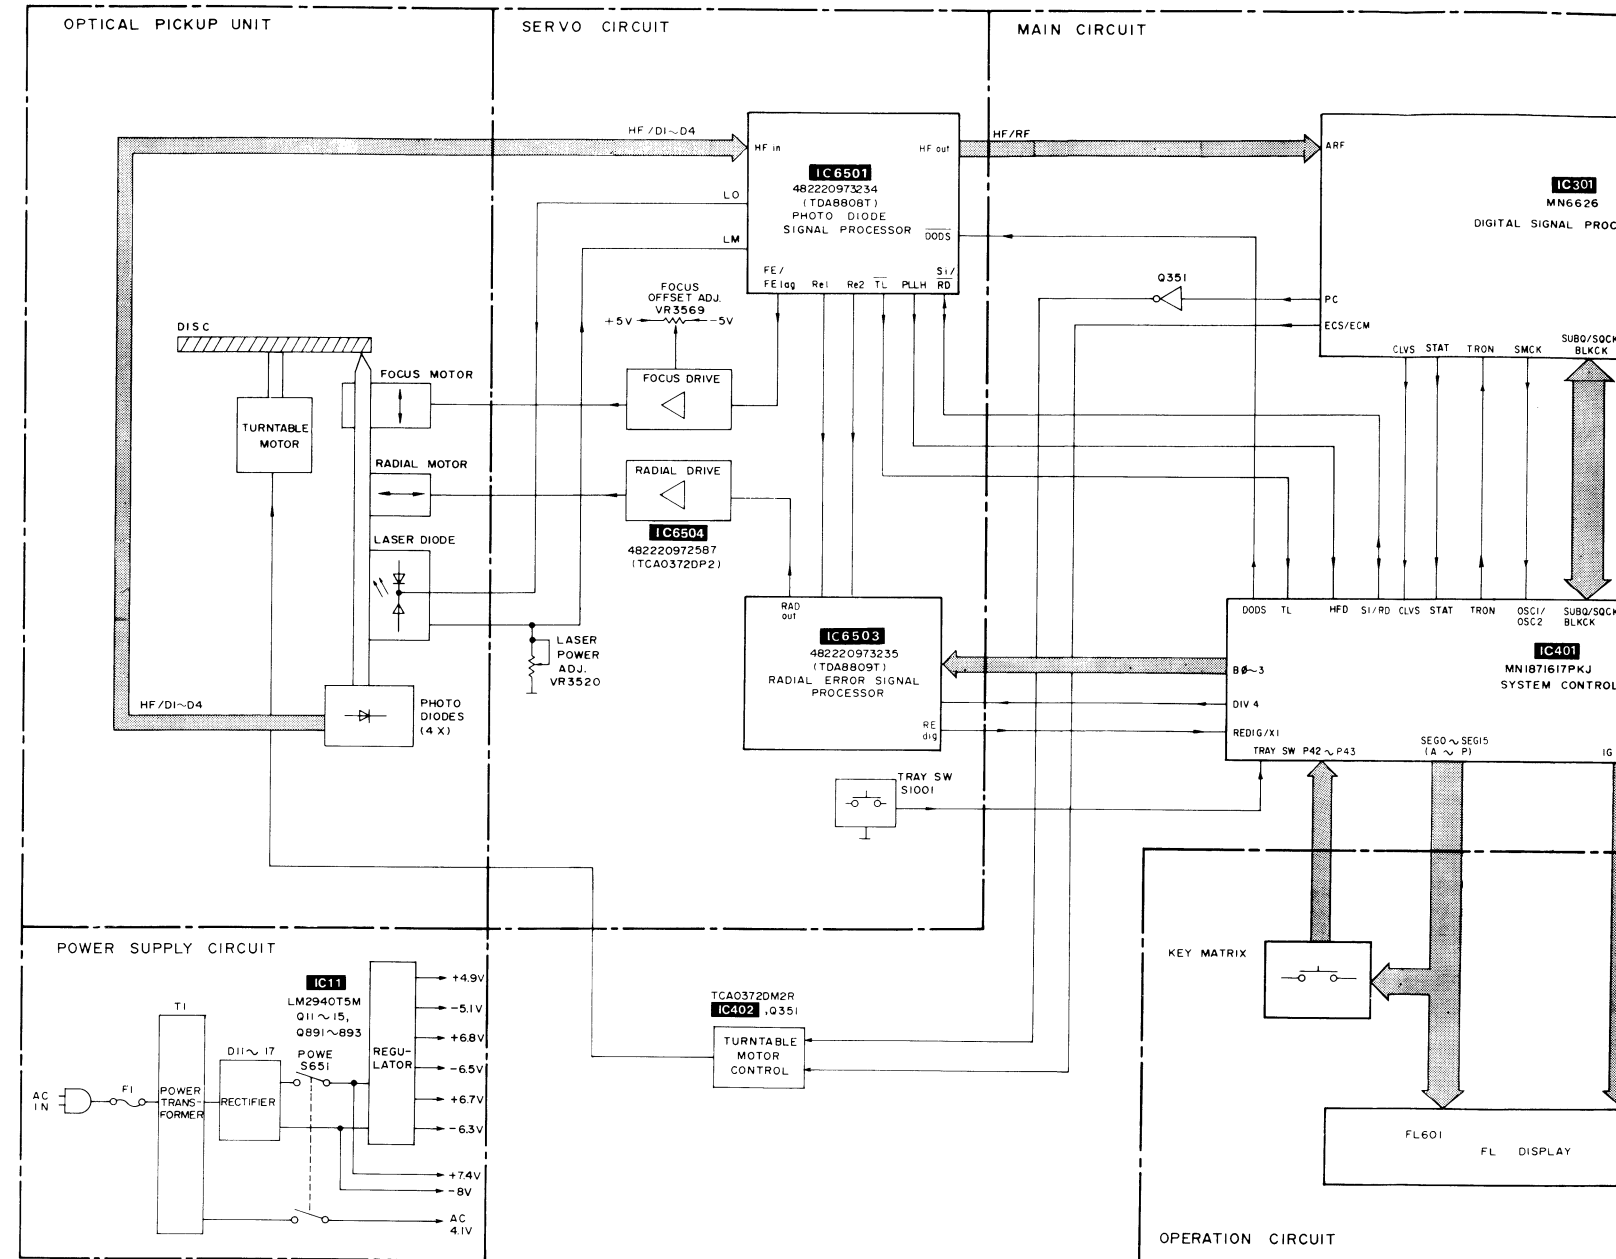 OPTICAL PICKUP UNIT
SERVO CIRCUIT
MAIN CIRCUIT
HF/D1~D4
HF in
HF out
HF/RF
ARF
IC6501
482220973234
(TDA8808T)
PHOTO DIODE
SIGNAL PROCESSOR
LO
LM
DODS
FE/
FElag
Re1
Re2
TL
PLLH
Si/
RD
IC301
MN6626
DIGITAL SIGNAL PROC
Q351
PC
ECS/ECM
CLVS
STAT
TRON
SMCK
SUBQ/SQCK
BLKCK
FOCUS
OFFSET ADJ.
VR3569
+5V
-5V
DISC
FOCUS MOTOR
FOCUS DRIVE
TURNTABLE
MOTOR
RADIAL MOTOR
RADIAL DRIVE
IC6504
482220972587
(TCA0372DP2)
LASER DIODE
LASER
POWER
ADJ.
VR3520
RAD
out
IC6503
482220973235
(TDA8809T)
RADIAL ERROR SIGNAL
PROCESSOR
RE
dig
DODS
TL
HFD
SI/RD
CLVS
STAT
TRON
OSC1/
OSC2
SUBQ/SQCK
BLKCK
IC401
MN1871617PKJ
SYSTEM CONTROL
BØ~3
DIV 4
REDIG/X1
TRAY SW
P42~P43
SEG0~SEG15
(A ~ P)
IG
HF/D1~D4
PHOTO
DIODES
(4X)
TRAY SW
S1001
POWER SUPPLY CIRCUIT
IC11
LM2940T5M
Q11~15,
Q891~893
T1
D11~17
POWE
S651
REGU-
LATOR
AC
IN
F1
POWER
TRANS-
FORMER
RECTIFIER
+4.9V
-5.1V
+6.8V
-6.5V
+6.7V
-6.3V
+7.4V
-8V
AC
4.1V
TCA0372DM2R
IC402 ,Q351
TURNTABLE
MOTOR
CONTROL
KEY MATRIX
FL601
FL DISPLAY
OPERATION CIRCUIT